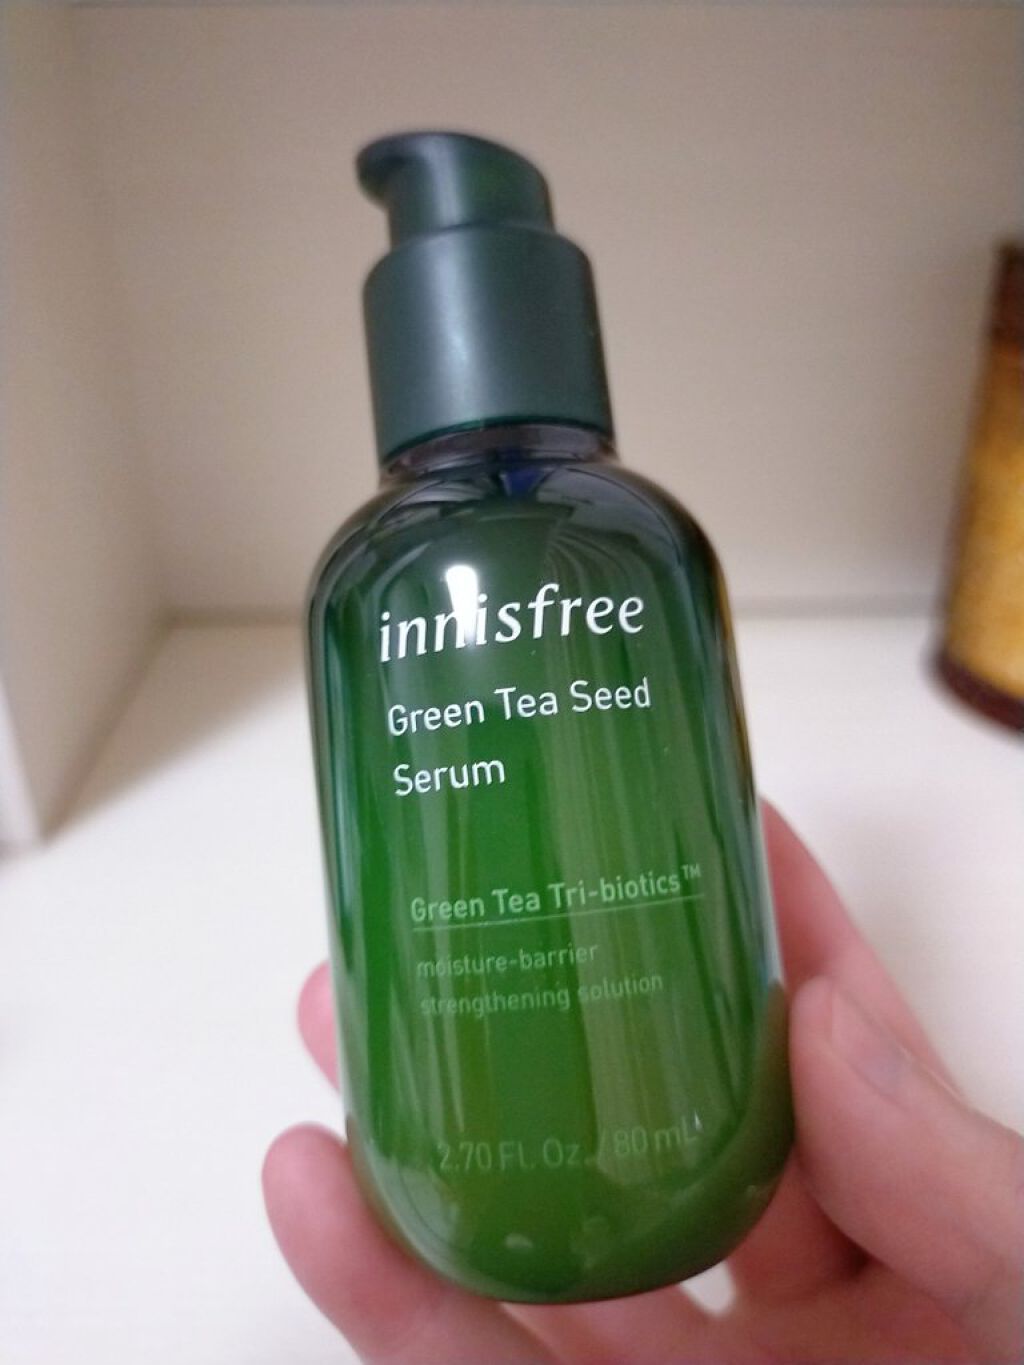 innisfree
Green Tea Seed
Serum
Green Tea Tri-biotics™
moisture-barrier
strengthening solution
2.70 FL. Oz. / 80 mL